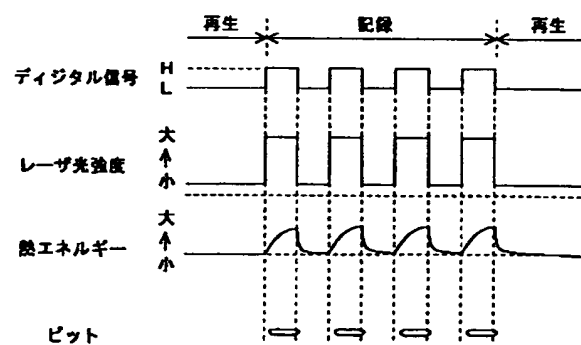 再生 記録 再生
ディジタル信号 H
L
レーザ光強度 大
小
熱エネルギー 大
小
ピット